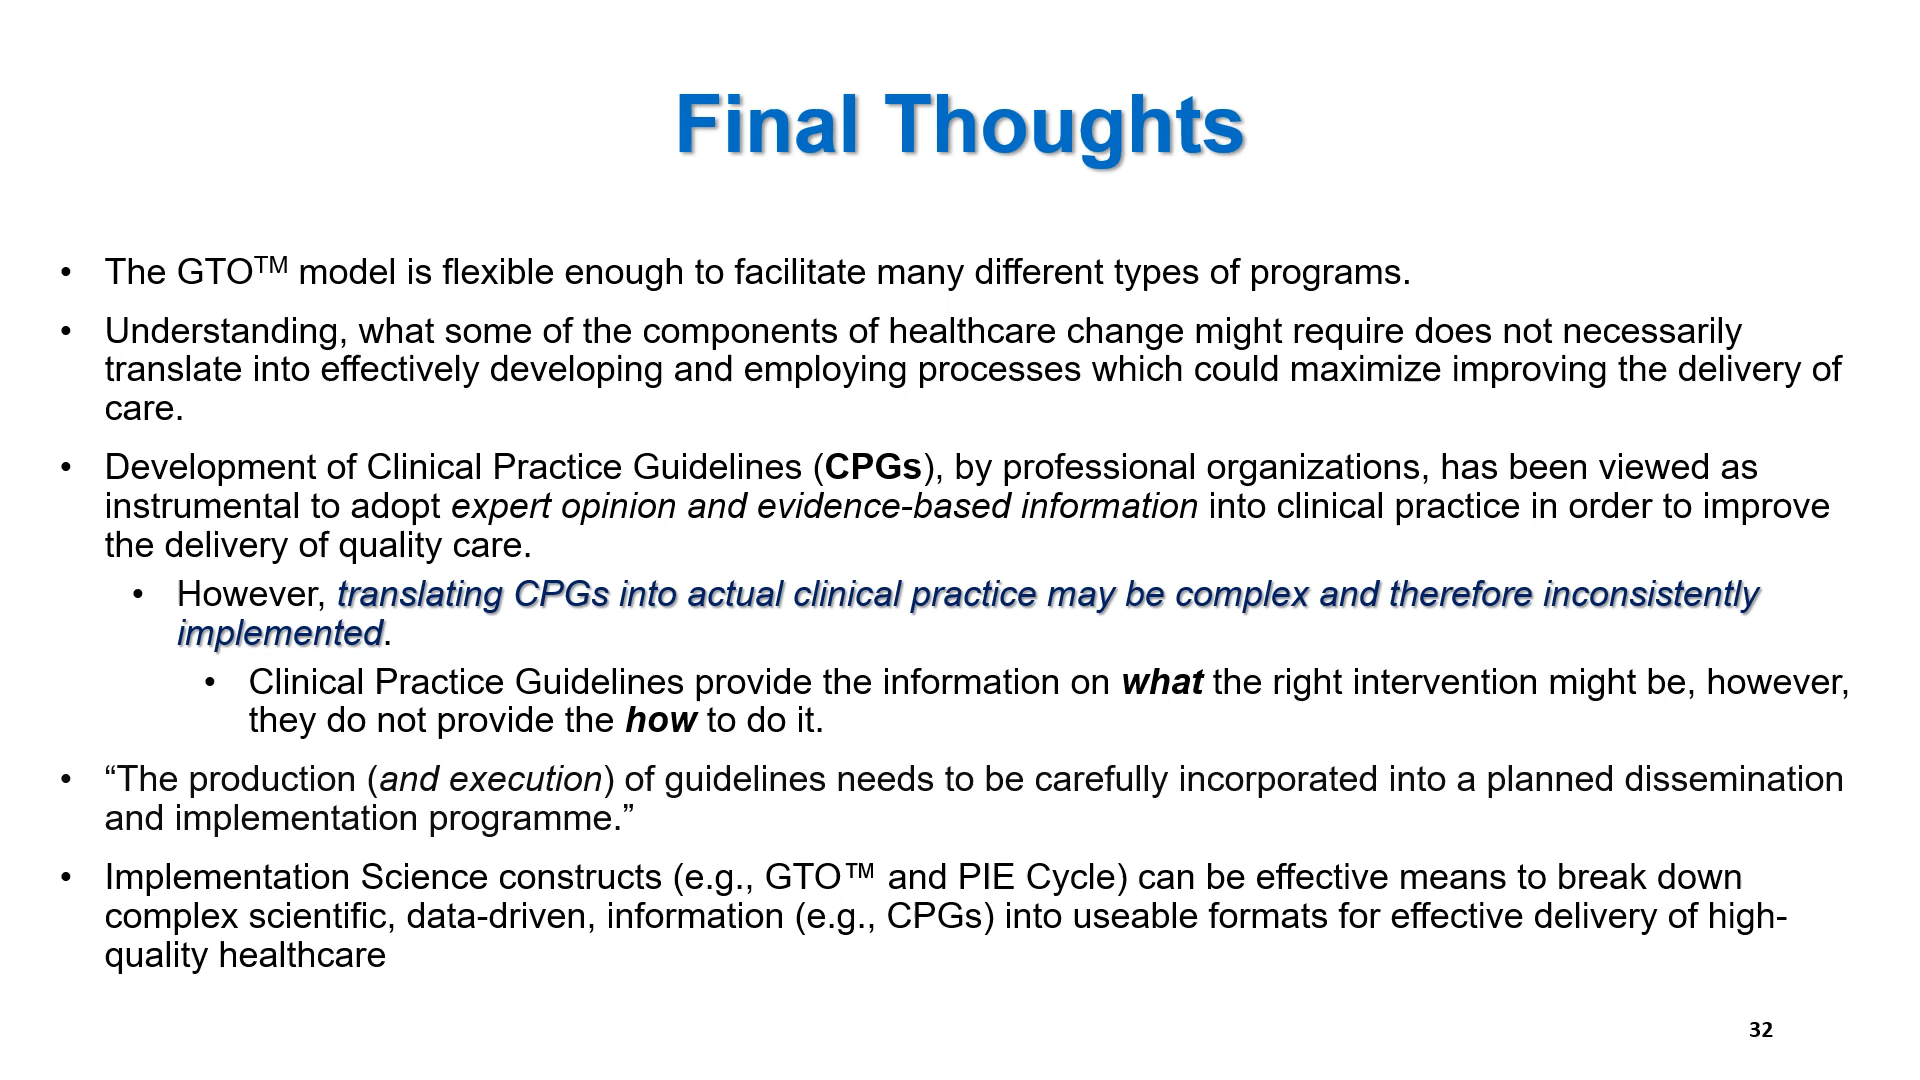 Final Thoughts
• The GTO™ model is flexible enough to facilitate many different types of programs.
• Understanding, what some of the components of healthcare change might require does not necessarily
translate into effectively developing and employing processes which could maximize improving the delivery of
care.
• Development of Clinical Practice Guidelines (CPGs), by professional organizations, has been viewed as
instrumental to adopt expert opinion and evidence-based information into clinical practice in order to improve
the delivery of quality care.
• However, translating CPGs into actual clinical practice may be complex and therefore inconsistently
implemented.
• Clinical Practice Guidelines provide the information on what the right intervention might be, however,
they do not provide the how to do it.
• “The production (and execution) of guidelines needs to be carefully incorporated into a planned dissemination
and implementation programme.”
• Implementation Science constructs (e.g., GTO™ and PIE Cycle) can be effective means to break down
complex scientific, data-driven, information (e.g., CPGs) into useable formats for effective delivery of high-
quality healthcare
32